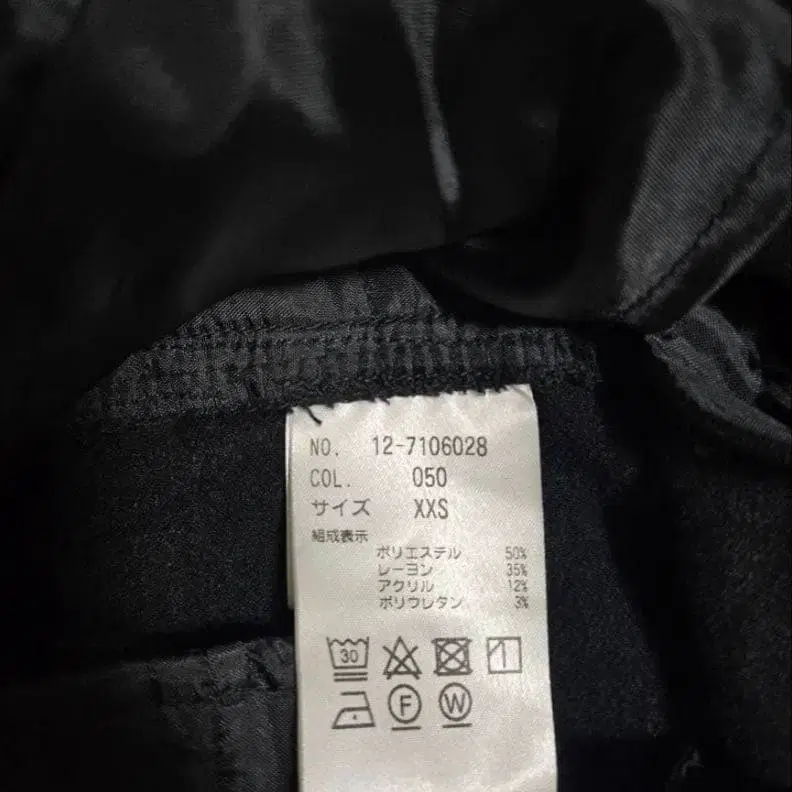 NO. 12-7106028
COL. 050
サイズ XXS
組成表示
ポリエステル 50%
レーヨン 35%
アクリル 12%
ポリウレタン 3%
30
F W